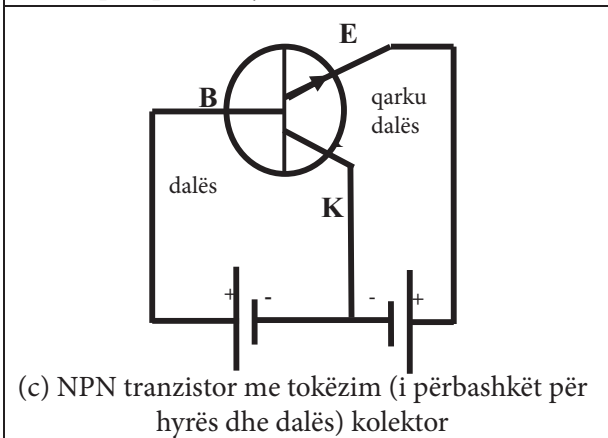 E
B
qarku
dalës
dalës
K
+ - - +
(c) NPN tranzistor me tokëzim (i përbashkët për
hyrës dhe dalës) kolektor